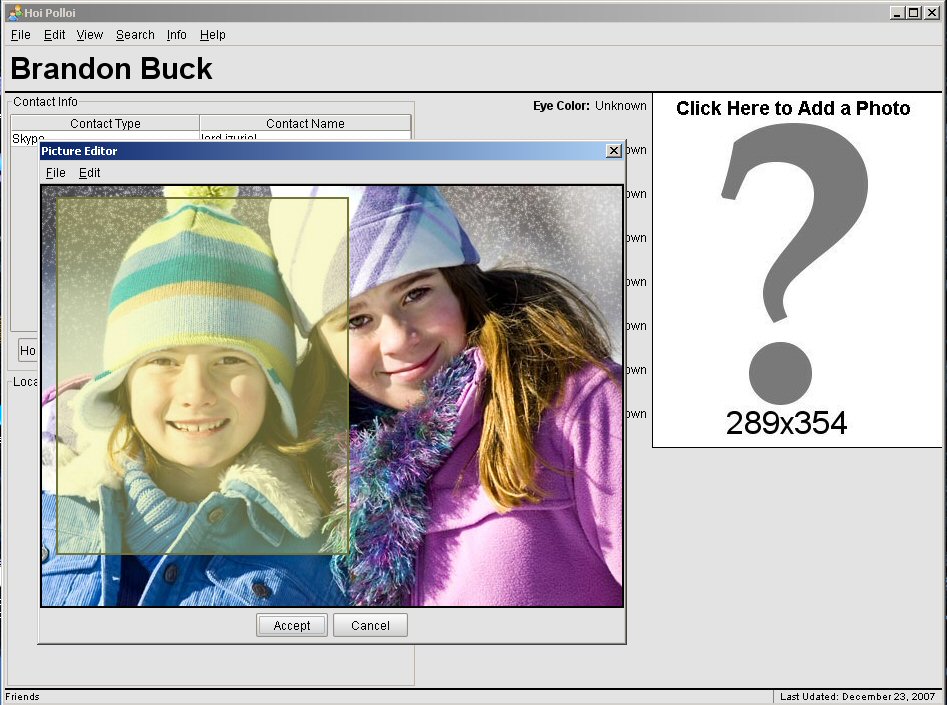 Hoi Polloi
File Edit View Search Info Help
Brandon Buck
Contact Info
Contact Type Contact Name
Skype lord.izuriel
Eye Color: Unknown
own
own
own
own
own
own
own
Click Here to Add a Photo
?
289x354
Picture Editor
File Edit
Ho
Loca
Accept Cancel
Friends
Last Udated: December 23, 2007